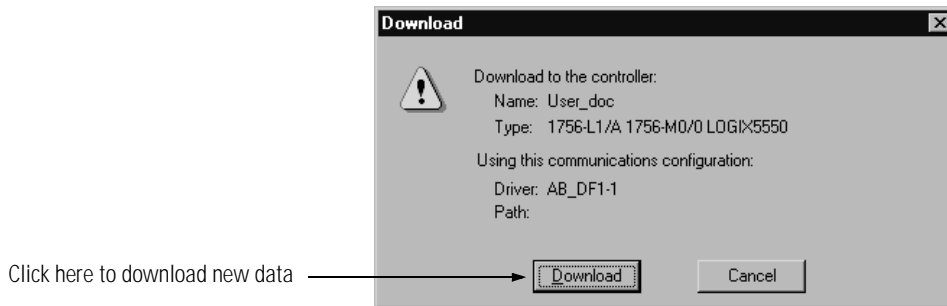 Download
Download to the controller:
Name: User_doc
Type: 1756-L1/A 1756-M0/0 LOGIX5550
Using this communications configuration:
Driver: AB_DF1-1
Path:
Click here to download new data
Download
Cancel